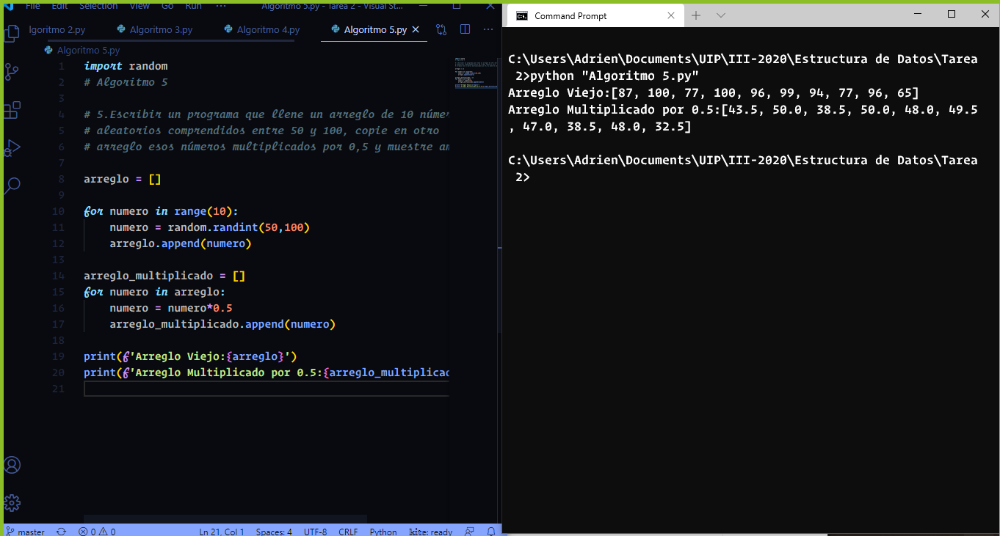 File Edit Selection View Go Run ··· Algoritmo 5.py - Tarea 2 - Visual St...
lgoritmo 2.py Algoritmo 3.py Algoritmo 4.py Algoritmo 5.py
Algoritmo 5.py
1 import random
2 # Algoritmo 5
3
4 # 5.Escribir un programa que llene un arreglo de 10 núme
5 # aleatorios comprendidos entre 50 y 100, copie en otro
6 # arreglo esos números multiplicados por 0,5 y muestre am
7
8 arreglo = []
9
10 for numero in range(10):
11 numero = random.randint(50,100)
12 arreglo.append(numero)
13
14 arreglo_multiplicado = []
15 for numero in arreglo:
16 numero = numero*0.5
17 arreglo_multiplicado.append(numero)
18
19 print(f'Arreglo Viejo:{arreglo}')
20 print(f'Arreglo Multiplicado por 0.5:{arreglo_multiplicad
21
master 0 0 Ln 21, Col 1 Spaces: 4 UTF-8 CRLF Python kite: ready
Command Prompt
C:\Users\Adrien\Documents\UIP\III-2020\Estructura de Datos\Tarea
2>python "Algoritmo 5.py"
Arreglo Viejo:[87, 100, 77, 100, 96, 99, 94, 77, 96, 65]
Arreglo Multiplicado por 0.5:[43.5, 50.0, 38.5, 50.0, 48.0, 49.5
, 47.0, 38.5, 48.0, 32.5]
C:\Users\Adrien\Documents\UIP\III-2020\Estructura de Datos\Tarea
2>